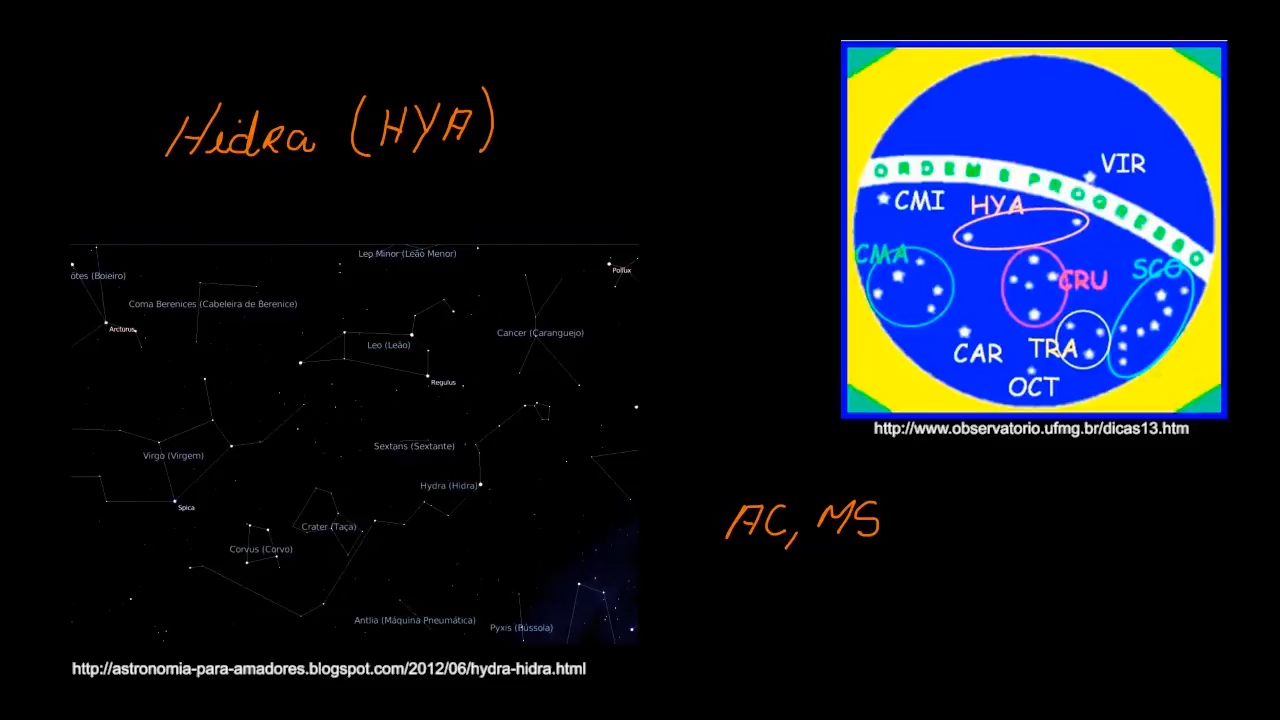 Hidra (HYA)
ORDEM E PROGRESSO
VIR
CMI
HYA
CMA
CRU
SCO
CAR
TRA
OCT
http://www.observatorio.ufmg.br/dicas13.htm
Leo Minor (Leão Menor)
Pollux
ötes (Boieiro)
Coma Berenices (Cabeleira de Berenice)
Arcturus
Cancer (Caranguejo)
Leo (Leão)
Regulus
Sextans (Sextante)
Virgo (Virgem)
Hydra (Hidra)
Spica
Crater (Taça)
Corvus (Corvo)
Antlia (Máquina Pneumática)
Pyxis (Bússola)
AC, MS
http://astronomia-para-amadores.blogspot.com/2012/06/hydra-hidra.html